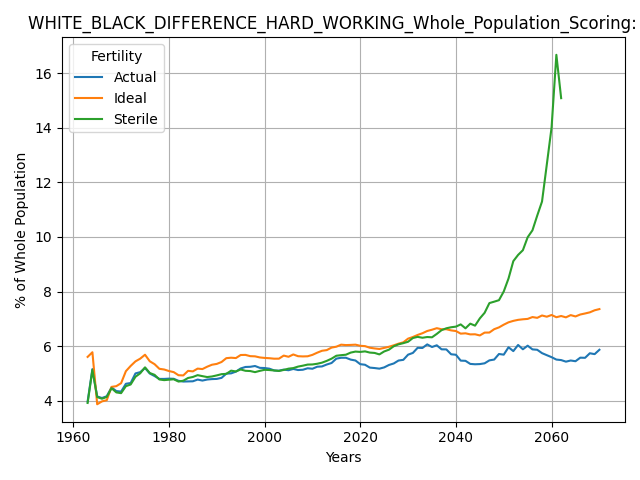 WHITE_BLACK_DIFFERENCE_HARD_WORKING_Whole_Population_Scoring:
Fertility
Actual
Ideal
Sterile
% of Whole Population
16
14
12
10
8
6
4
1960
1980
2000
2020
2040
2060
Years